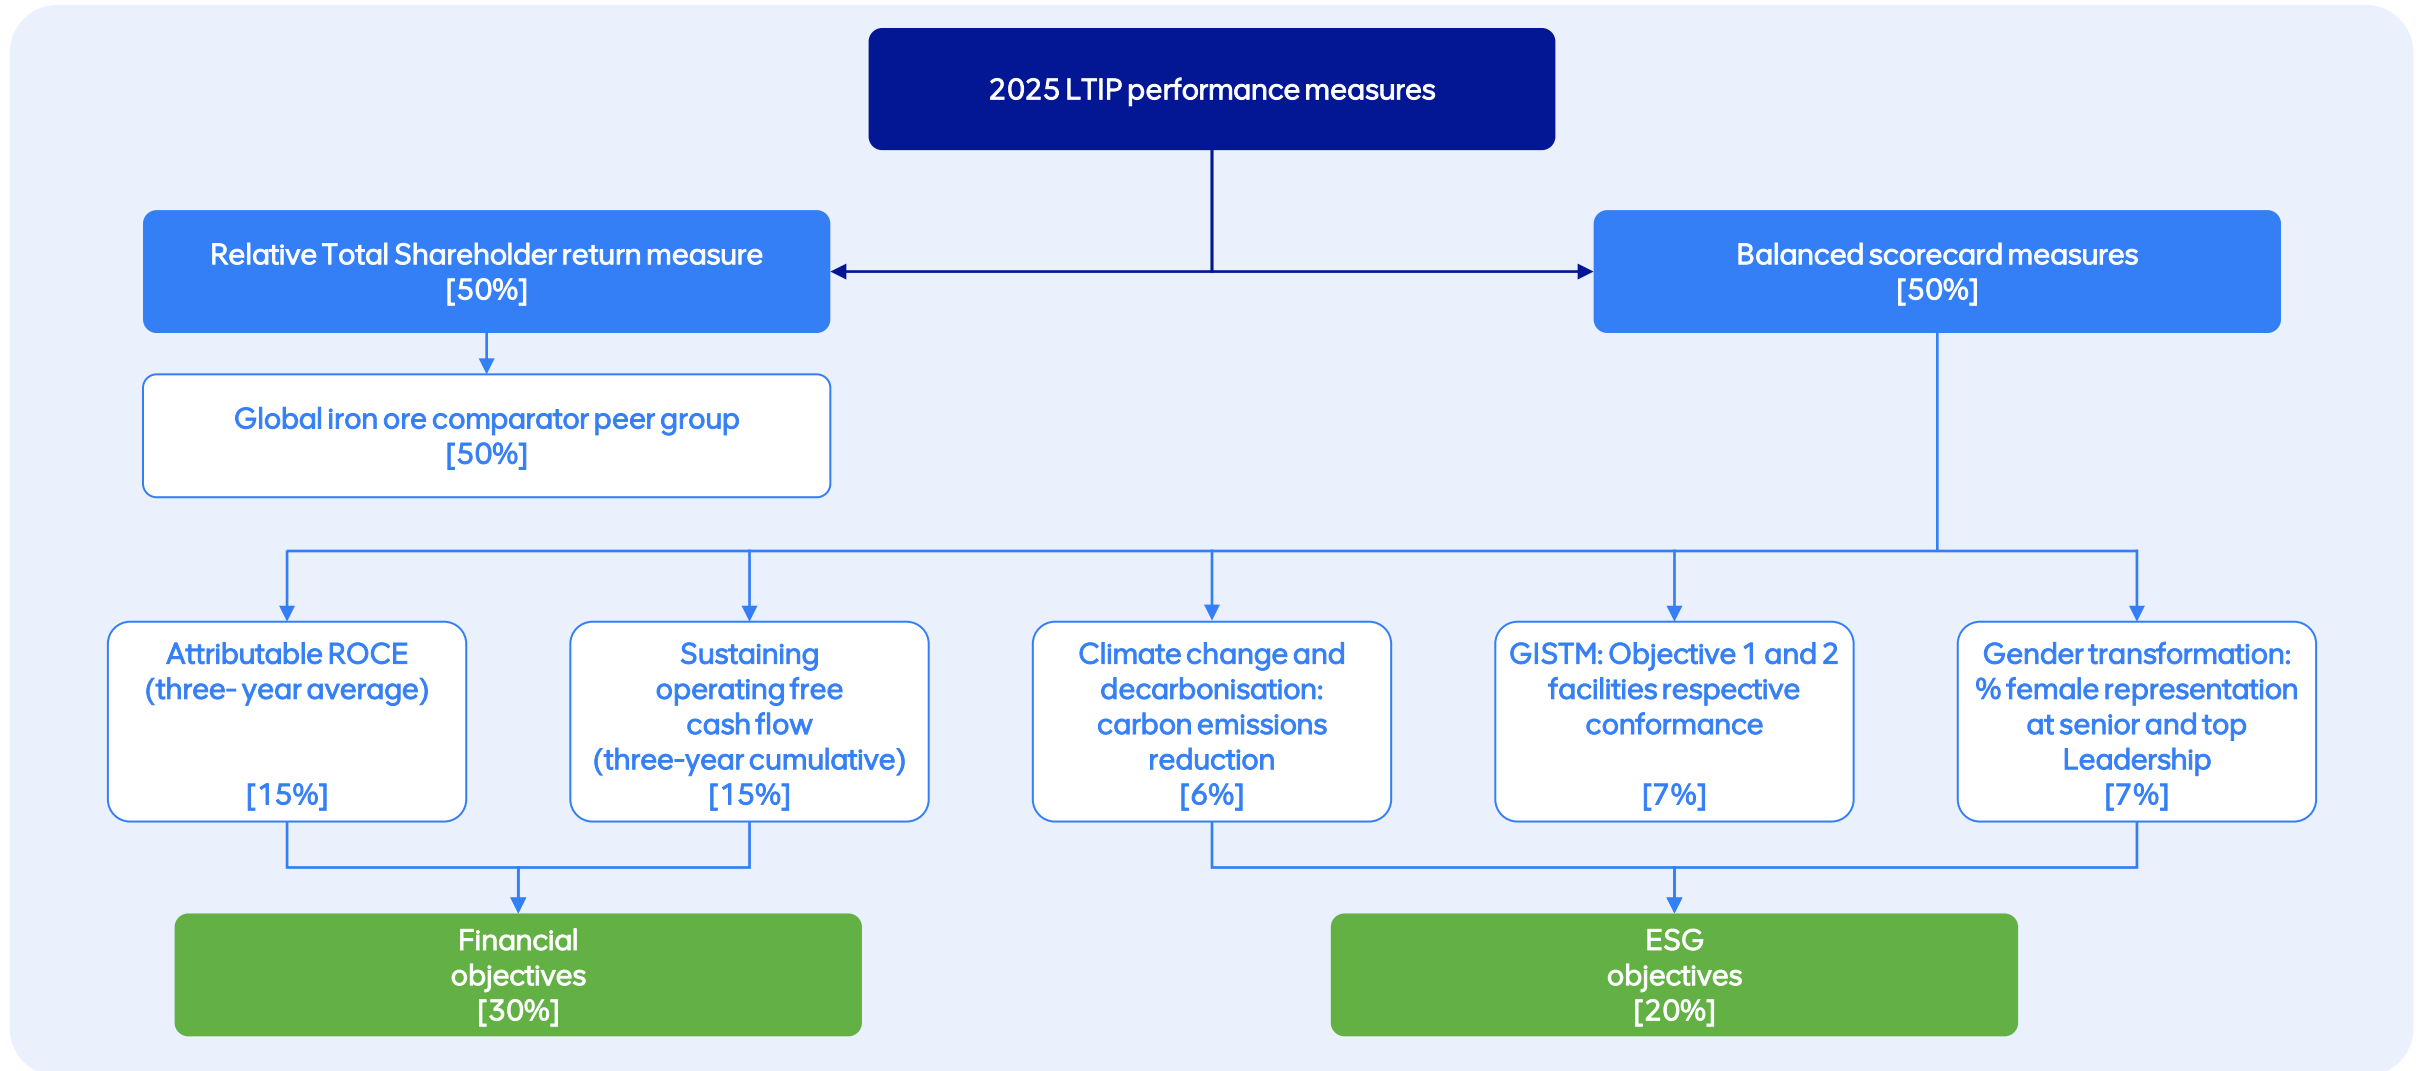 2025 LTIP performance measures
Relative Total Shareholder return measure
[50%]
Balanced scorecard measures
[50%]
Global iron ore comparator peer group
[50%]
Attributable ROCE
(three- year average)
[15%]
Sustaining
operating free
cash flow
(three-year cumulative)
[15%]
Climate change and
decarbonisation:
carbon emissions
reduction
[6%]
GISTM: Objective 1 and 2
facilities respective
conformance
[7%]
Gender transformation:
% female representation
at senior and top
Leadership
[7%]
Financial
objectives
[30%]
ESG
objectives
[20%]